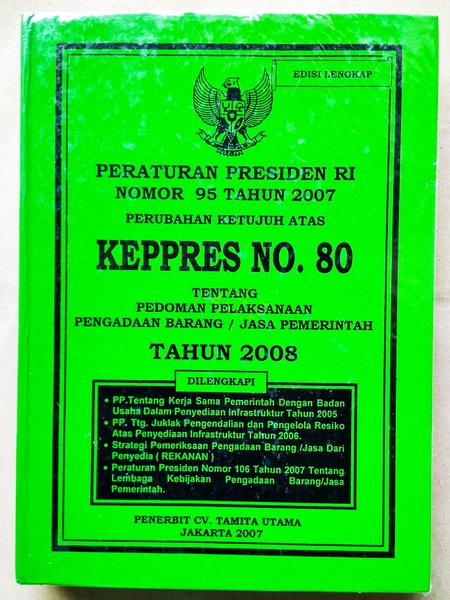 EDISI LENGKAP
PERATURAN PRESIDEN RI
NOMOR 95 TAHUN 2007
PERUBAHAN KETUJUH ATAS
KEPPRES NO. 80
TENTANG
PEDOMAN PELAKSANAAN
PENGADAAN BARANG / JASA PEMERINTAH
TAHUN 2008
DILENGKAPI
• PP.Tentang Kerja Sama Pemerintah Dengan Badan
Usaha Dalam Penyediaan Infrastruktur Tahun 2005
• PP. Ttg. Juklak Pengendalian dan Pengelola Resiko
Atas Penyediaan Infrastruktur Tahun 2006.
• Strategi Pemeriksaan Pengadaan Barang /Jasa Dari
Penyedia ( REKANAN )
• Peraturan Presiden Nomor 106 Tahun 2007 Tentang
Lembaga Kebijakan Pengadaan Barang/Jasa
Pemerintah.
PENERBIT CV. TAMITA UTAMA
JAKARTA 2007